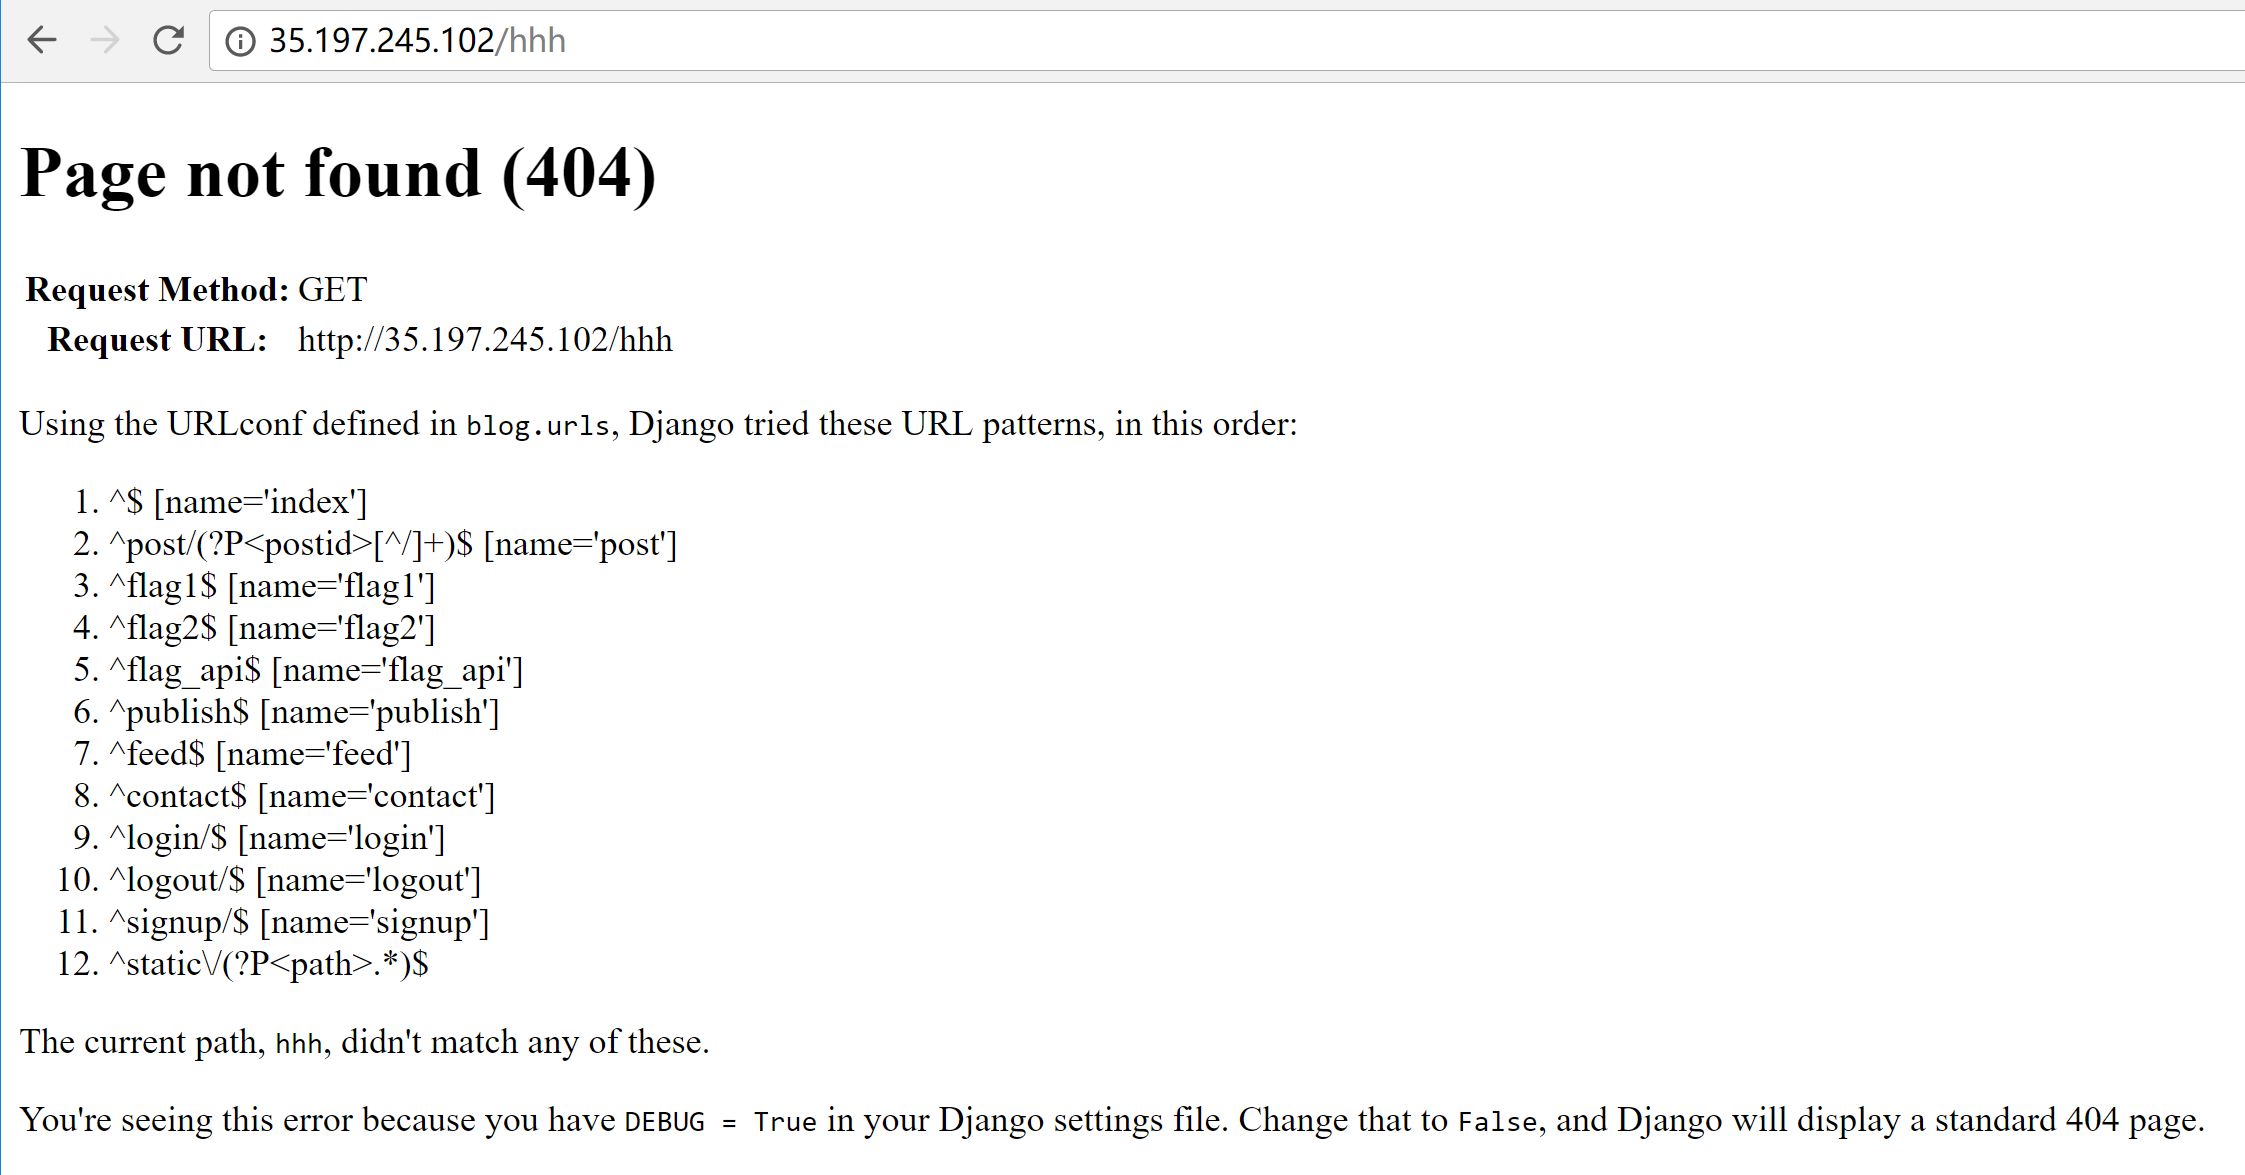 35.197.245.102/hhh
Page not found (404)
Request Method: GET
Request URL: http://35.197.245.102/hhh
Using the URLconf defined in blog.urls, Django tried these URL patterns, in this order:
1. ^$ [name='index']
2. ^post/(?P<postid>[^/]+)$ [name='post']
3. ^flag1$ [name='flag1']
4. ^flag2$ [name='flag2']
5. ^flag_api$ [name='flag_api']
6. ^publish$ [name='publish']
7. ^feed$ [name='feed']
8. ^contact$ [name='contact']
9. ^login/$ [name='login']
10. ^logout/$ [name='logout']
11. ^signup/$ [name='signup']
12. ^static\/(?P<path>.*)$
The current path, hhh, didn't match any of these.
You're seeing this error because you have DEBUG = True in your Django settings file. Change that to False, and Django will display a standard 404 page.